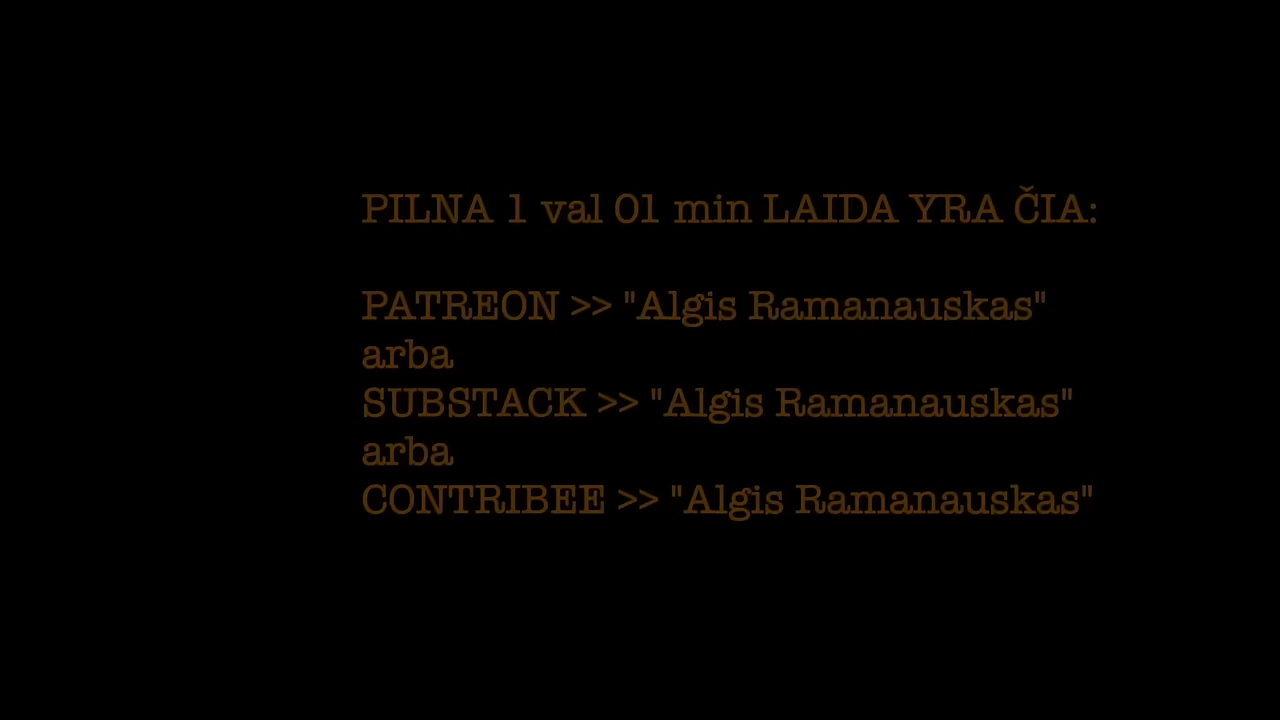 PILNA 1 val 01 min LAIDA YRA ČIA:
PATREON >> "Algis Ramanauskas"
arba
SUBSTACK >> "Algis Ramanauskas"
arba
CONTRIBEE >> "Algis Ramanauskas"